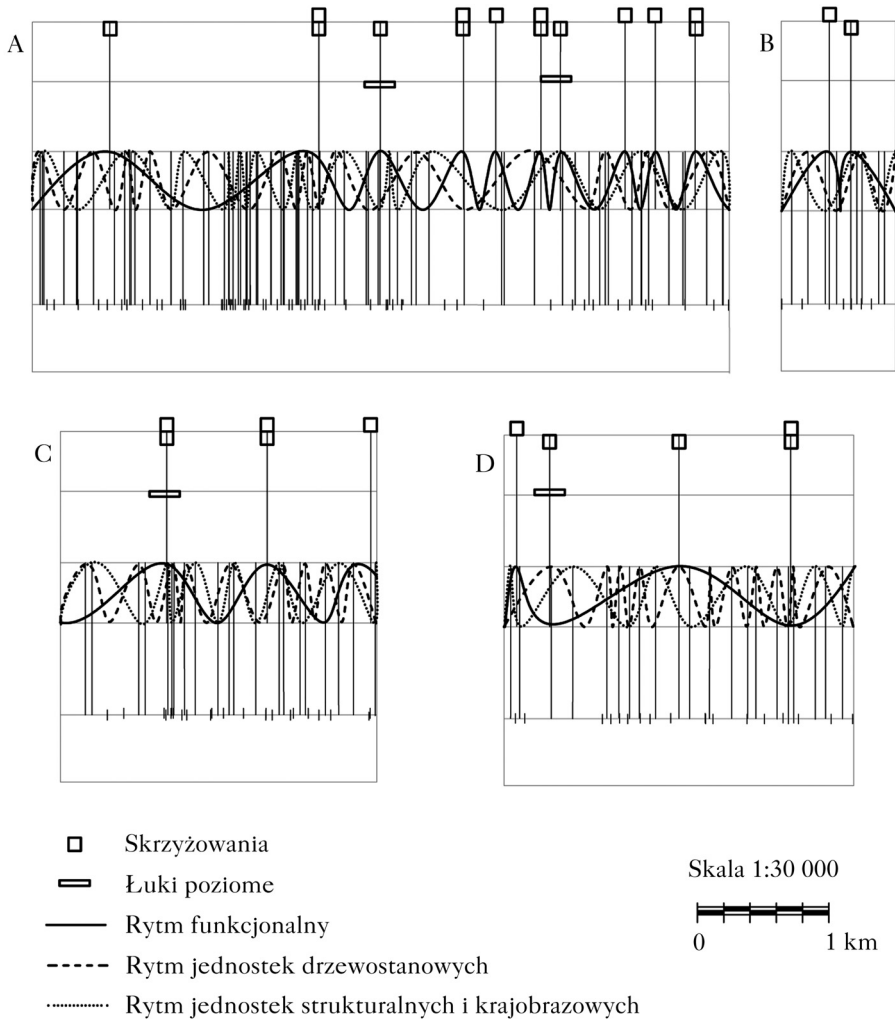 A
B
C
D
Skrzyżowania
Łuki poziome
Rytm funkcjonalny
Rytm jednostek drzewostanowych
Rytm jednostek strukturalnych i krajobrazowych
Skala 1:30 000
0 1 km